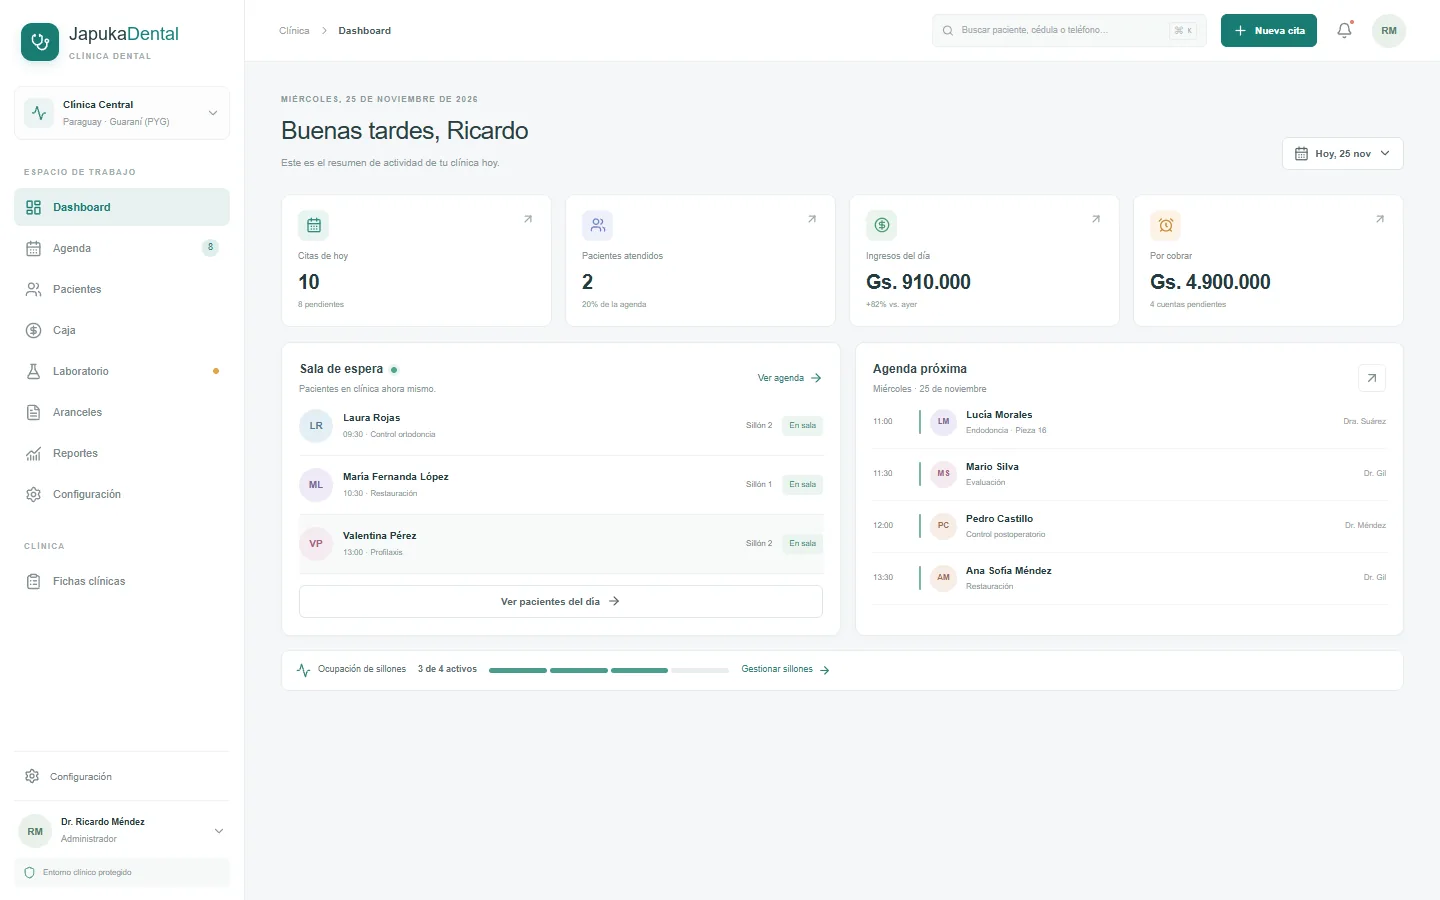 JapukaDental
CLÍNICA DENTAL
Clínica Central
Paraguay · Guaraní (PYG)
ESPACIO DE TRABAJO
Dashboard
Agenda 8
Pacientes
Caja
Laboratorio
Aranceles
Reportes
Configuración
CLÍNICA
Fichas clínicas
Configuración
RM
Dr. Ricardo Méndez
Administrador
Entorno clínico protegido
Clínica > Dashboard
Buscar paciente, cédula o teléfono... ⌘ K
+ Nueva cita
RM
MIÉRCOLES, 25 DE NOVIEMBRE DE 2026
Buenas tardes, Ricardo
Este es el resumen de actividad de tu clínica hoy.
Hoy, 25 nov
Citas de hoy
10
8 pendientes
Pacientes atendidos
2
20% de la agenda
Ingresos del día
Gs. 910.000
+82% vs. ayer
Por cobrar
Gs. 4.900.000
4 cuentas pendientes
Sala de espera
Pacientes en clínica ahora mismo.
Ver agenda →
LR
Laura Rojas
09:30 · Control ortodoncia
Sillón 2 En sala
ML
María Fernanda López
10:30 · Restauración
Sillón 1 En sala
VP
Valentina Pérez
13:00 · Profilaxis
Sillón 2 En sala
Ver pacientes del día →
Agenda próxima
Miércoles · 25 de noviembre
11:00 LM
Lucía Morales
Endodoncia · Pieza 16
Dra. Suárez
11:30 MS
Mario Silva
Evaluación
Dr. Gil
12:00 PC
Pedro Castillo
Control postoperatorio
Dr. Méndez
13:30 AM
Ana Sofía Méndez
Restauración
Dr. Gil
Ocupación de sillones 3 de 4 activos Gestionar sillones →